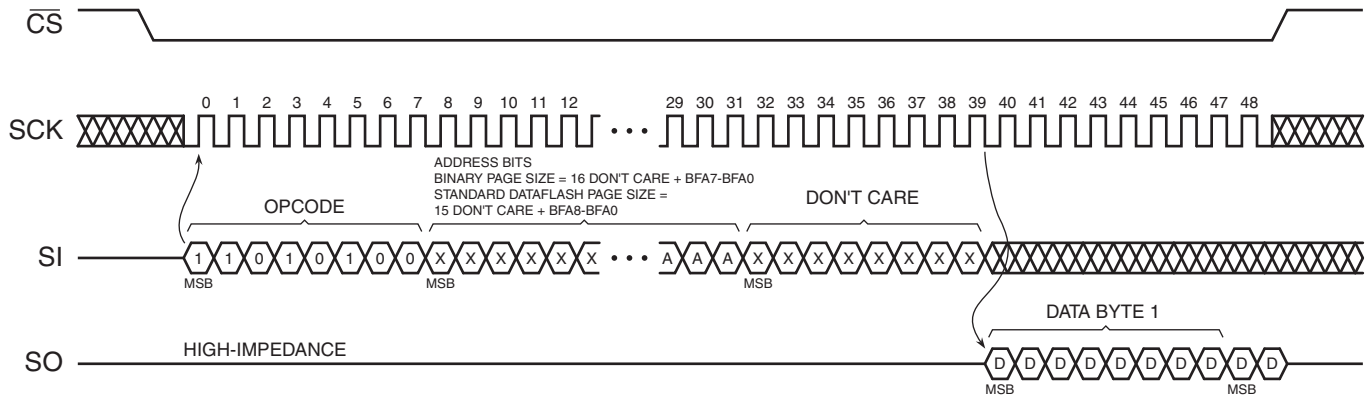 CS
SCK
0 1 2 3 4 5 6 7 8 9 10 11 12 29 30 31 32 33 34 35 36 37 38 39 40 41 42 43 44 45 46 47 48
ADDRESS BITS
BINARY PAGE SIZE = 16 DON'T CARE + BFA7-BFA0
STANDARD DATAFLASH PAGE SIZE =
15 DON'T CARE + BFA8-BFA0
OPCODE
DON'T CARE
SI
1 1 0 1 0 1 0 0 X X X X X X A A A X X X X X X X X
MSB MSB MSB
DATA BYTE 1
SO
HIGH-IMPEDANCE
D D D D D D D D D D
MSB MSB